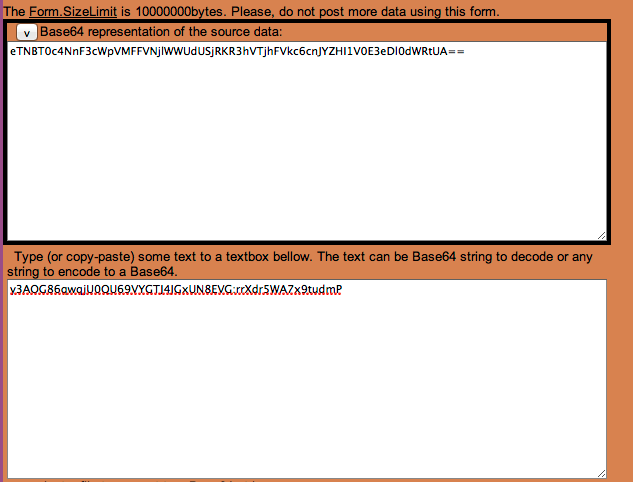 The Form.SizeLimit is 10000000bytes. Please, do not post more data using this form.
v Base64 representation of the source data:
eTNBT0c4NnF3cWpVMFFVNjlWWUdUSjRKR3hVTjhFVkc6cnJYZHI1V0E3eDl0dWRtUA==
Type (or copy-paste) some text to a textbox bellow. The text can be Base64 string to decode or any
string to encode to a Base64.
y3AOG86qwqjU0QU69VYGTJ4JGxUN8EVG:rrXdr5WA7x9tudmP